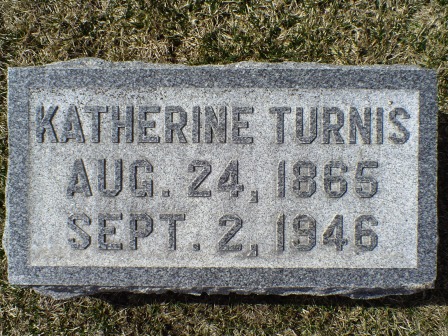 KATHERINE TURNIS
AUG. 24, 1865
SEPT. 2, 1946